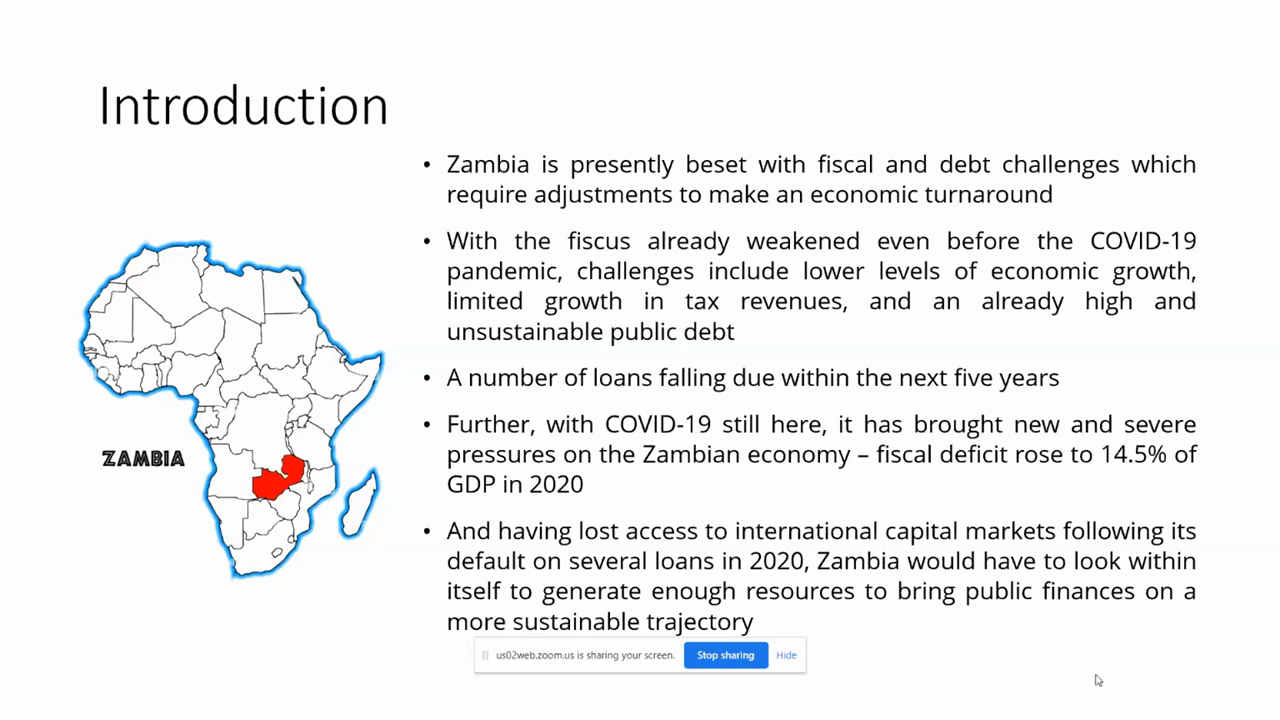 Introduction
• Zambia is presently beset with fiscal and debt challenges which
require adjustments to make an economic turnaround
• With the fiscus already weakened even before the COVID-19
pandemic, challenges include lower levels of economic growth,
limited growth in tax revenues, and an already high and
unsustainable public debt
• A number of loans falling due within the next five years
• Further, with COVID-19 still here, it has brought new and severe
pressures on the Zambian economy – fiscal deficit rose to 14.5% of
GDP in 2020
• And having lost access to international capital markets following its
default on several loans in 2020, Zambia would have to look within
itself to generate enough resources to bring public finances on a
more sustainable trajectory
ZAMBIA
us02web.zoom.us is sharing your screen.
Stop sharing
Hide